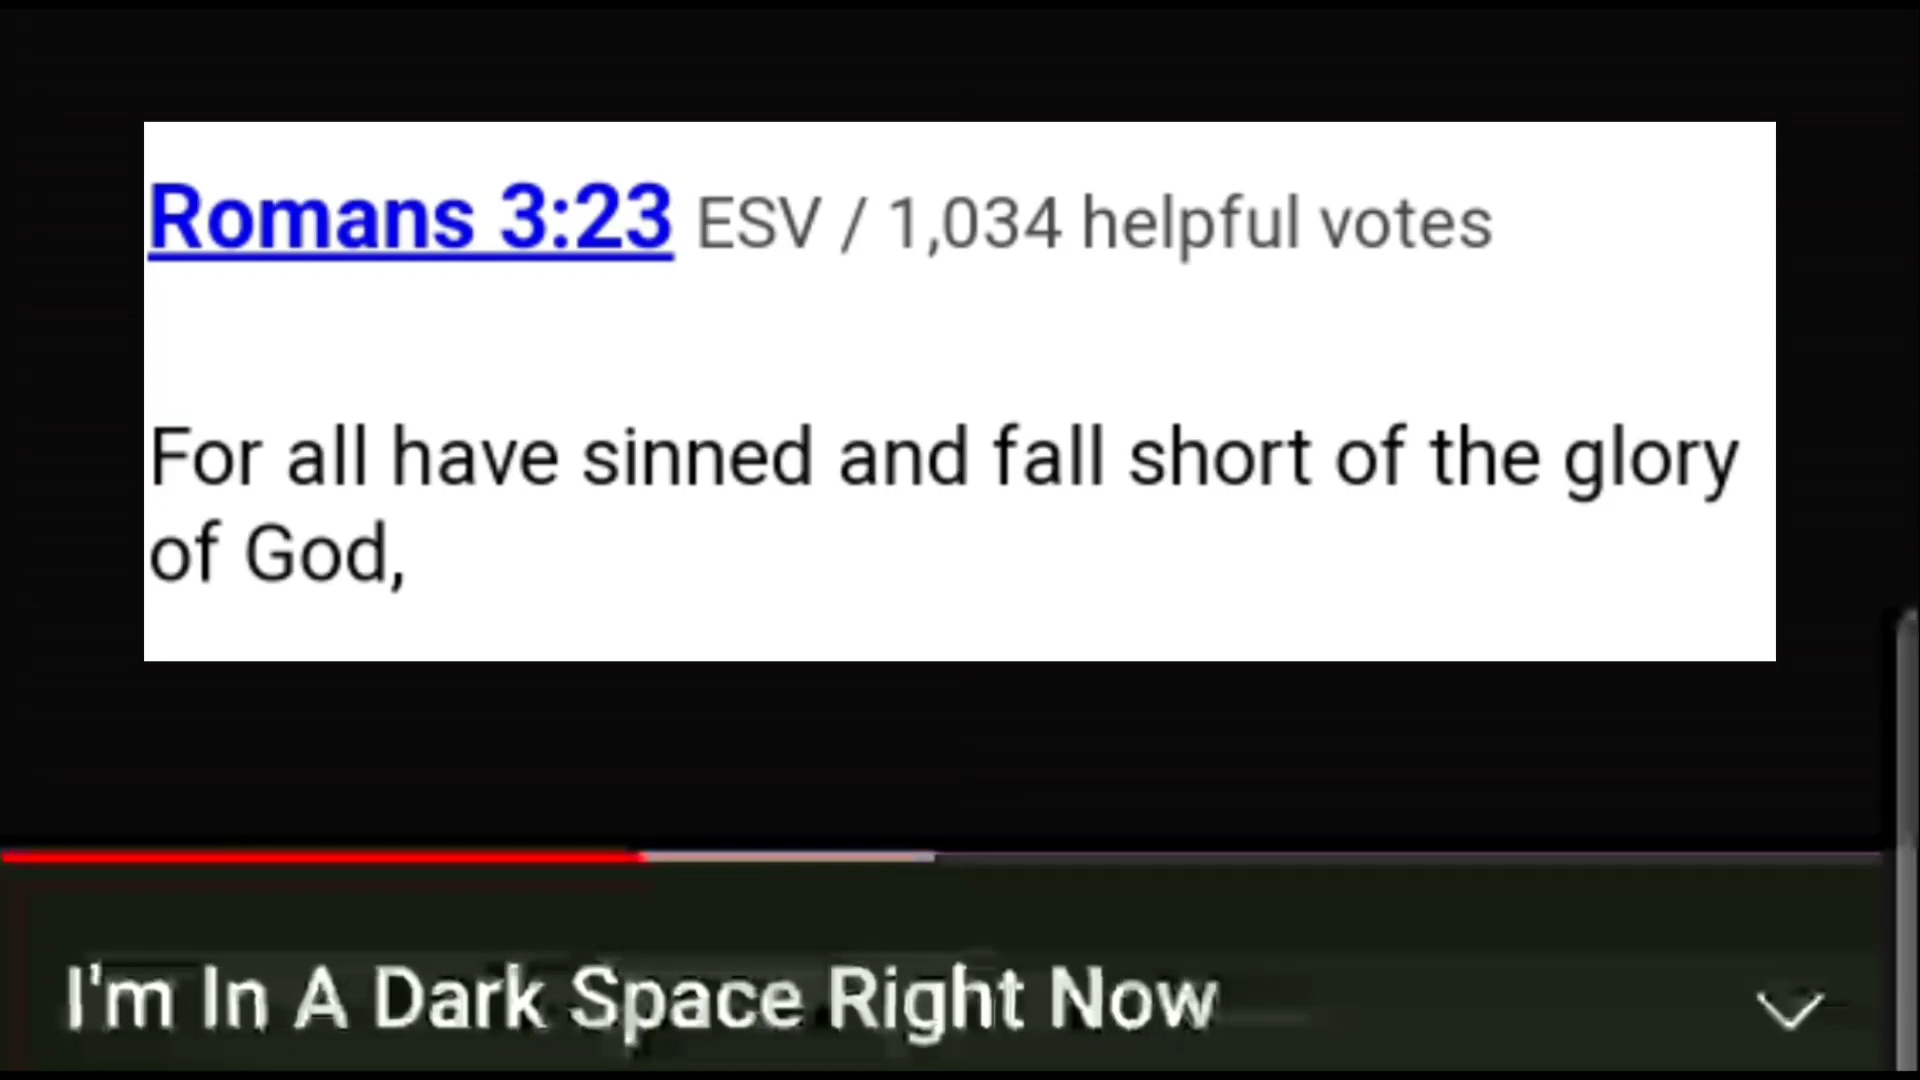 Romans 3:23 ESV / 1,034 helpful votes
For all have sinned and fall short of the glory
of God,
I'm In A Dark Space Right Now